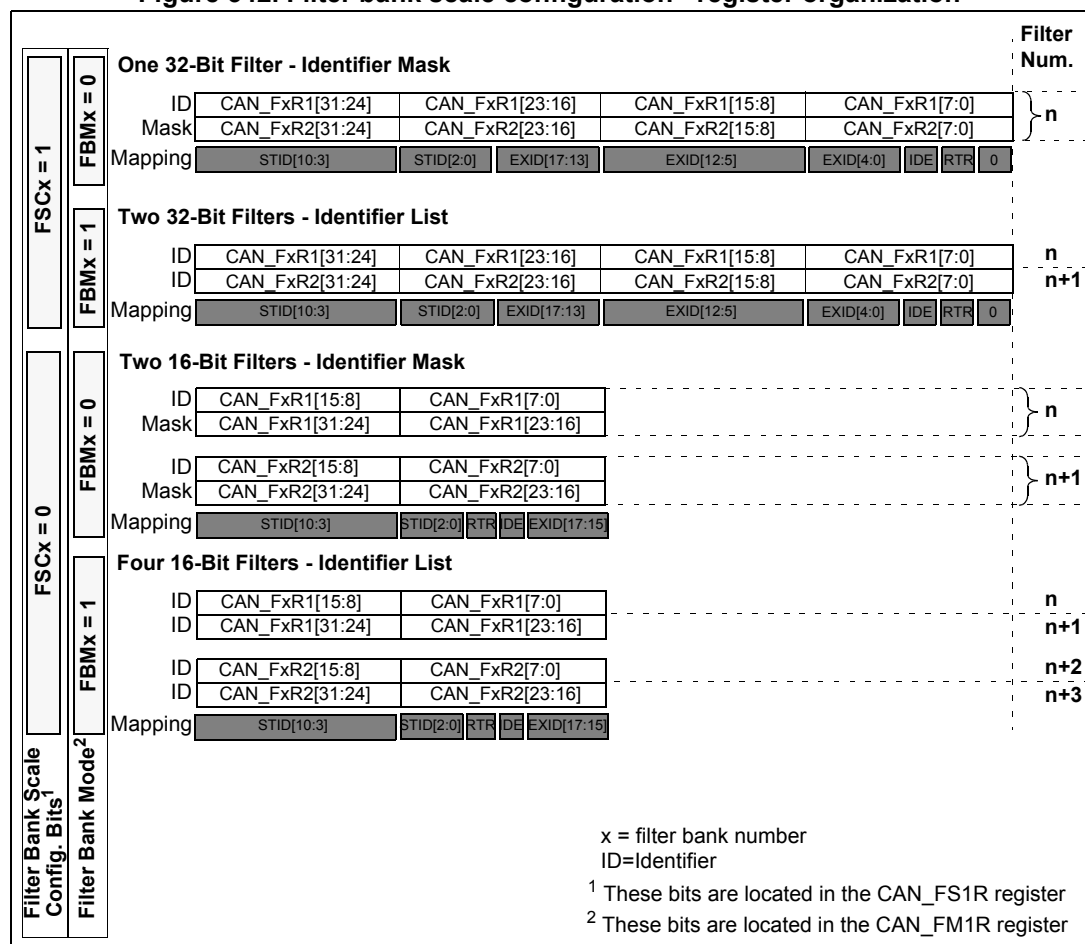 Filter
Num.
One 32-Bit Filter - Identifier Mask
FSCx = 1
FBMx = 0
ID CAN_FxR1[31:24] CAN_FxR1[23:16] CAN_FxR1[15:8] CAN_FxR1[7:0]
n
Mask CAN_FxR2[31:24] CAN_FxR2[23:16] CAN_FxR2[15:8] CAN_FxR2[7:0]
Mapping STID[10:3] STID[2:0] EXID[17:13] EXID[12:5] EXID[4:0] IDE RTR 0
Two 32-Bit Filters - Identifier List
FBMx = 1
ID CAN_FxR1[31:24] CAN_FxR1[23:16] CAN_FxR1[15:8] CAN_FxR1[7:0] n
ID CAN_FxR2[31:24] CAN_FxR2[23:16] CAN_FxR2[15:8] CAN_FxR2[7:0] n+1
Mapping STID[10:3] STID[2:0] EXID[17:13] EXID[12:5] EXID[4:0] IDE RTR 0
Two 16-Bit Filters - Identifier Mask
FSCx = 0
FBMx = 0
ID CAN_FxR1[15:8] CAN_FxR1[7:0]
n
Mask CAN_FxR1[31:24] CAN_FxR1[23:16]
ID CAN_FxR2[15:8] CAN_FxR2[7:0]
n+1
Mask CAN_FxR2[31:24] CAN_FxR2[23:16]
Mapping STID[10:3] STID[2:0] RTR IDE EXID[17:15]
Four 16-Bit Filters - Identifier List
FBMx = 1
ID CAN_FxR1[15:8] CAN_FxR1[7:0] n
ID CAN_FxR1[31:24] CAN_FxR1[23:16] n+1
ID CAN_FxR2[15:8] CAN_FxR2[7:0] n+2
ID CAN_FxR2[31:24] CAN_FxR2[23:16] n+3
Mapping STID[10:3] STID[2:0] RTR IDE EXID[17:15]
Filter Bank Scale
Config. Bits1
Filter Bank Mode2
x = filter bank number
ID=Identifier
1 These bits are located in the CAN_FS1R register
2 These bits are located in the CAN_FM1R register